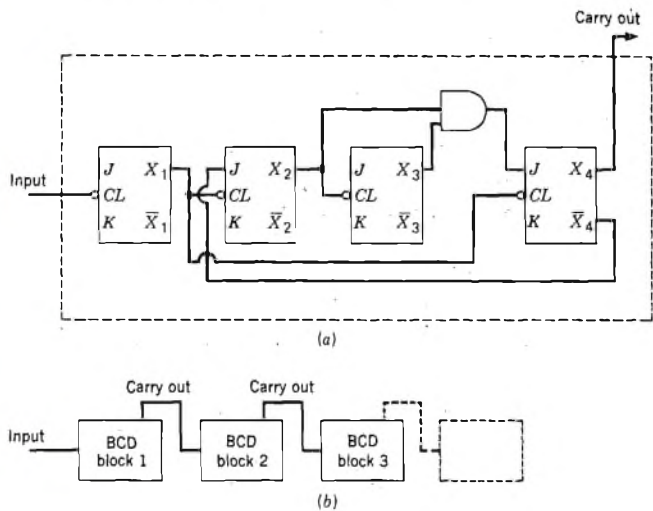 Carry out
J X₁ J X₂ J X₃ J X₄
Input
CL CL CL CL
K X̄₁ K X̄₂ K X̄₃ K X̄₄
(a)
Carry out Carry out
Input
BCD block 1
BCD block 2
BCD block 3
(b)